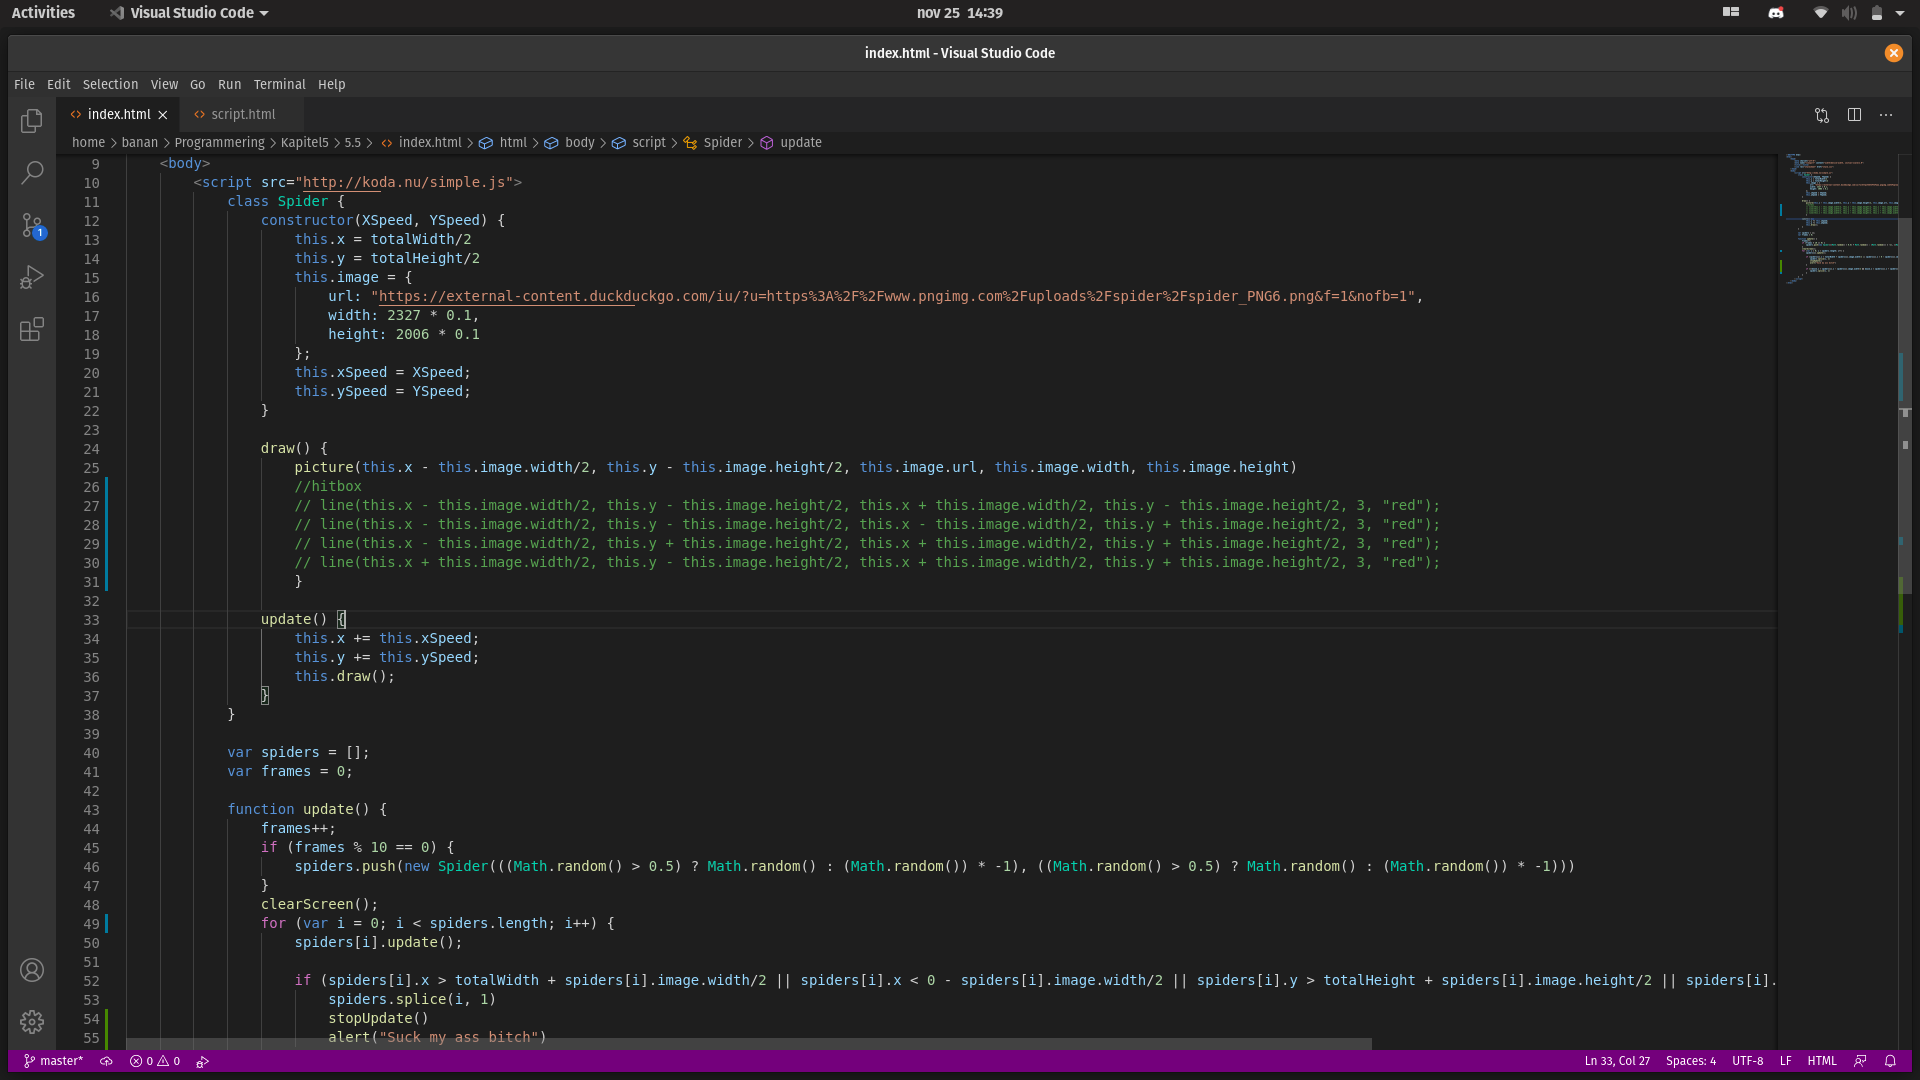 Activities Visual Studio Code nov 25 14:39
index.html - Visual Studio Code
File Edit Selection View Go Run Terminal Help
index.html script.html
home > banan > Programmering > Kapitel5 > 5.5 > index.html > html > body > script > Spider > update
9 <body>
10 <script src="http://koda.nu/simple.js">
11 class Spider {
12 constructor(XSpeed, YSpeed) {
13 this.x = totalWidth/2
14 this.y = totalHeight/2
15 this.image = {
16 url: "https://external-content.duckduckgo.com/iu/?u=https%3A%2F%2Fwww.pngimg.com%2Fuploads%2Fspider%2Fspider_PNG6.png&f=1&nofb=1",
17 width: 2327 * 0.1,
18 height: 2006 * 0.1
19 };
20 this.xSpeed = XSpeed;
21 this.ySpeed = YSpeed;
22 }
23
24 draw() {
25 picture(this.x - this.image.width/2, this.y - this.image.height/2, this.image.url, this.image.width, this.image.height)
26 //hitbox
27 // line(this.x - this.image.width/2, this.y - this.image.height/2, this.x + this.image.width/2, this.y - this.image.height/2, 3, "red");
28 // line(this.x - this.image.width/2, this.y - this.image.height/2, this.x - this.image.width/2, this.y + this.image.height/2, 3, "red");
29 // line(this.x - this.image.width/2, this.y + this.image.height/2, this.x + this.image.width/2, this.y + this.image.height/2, 3, "red");
30 // line(this.x + this.image.width/2, this.y - this.image.height/2, this.x + this.image.width/2, this.y + this.image.height/2, 3, "red");
31 }
32
33 update() {
34 this.x += this.xSpeed;
35 this.y += this.ySpeed;
36 this.draw();
37 }
38 }
39
40 var spiders = [];
41 var frames = 0;
42
43 function update() {
44 frames++;
45 if (frames % 10 == 0) {
46 spiders.push(new Spider(((Math.random() > 0.5) ? Math.random() : (Math.random()) * -1), ((Math.random() > 0.5) ? Math.random() : (Math.random()) * -1)))
47 }
48 clearScreen();
49 for (var i = 0; i < spiders.length; i++) {
50 spiders[i].update();
51
52 if (spiders[i].x > totalWidth + spiders[i].image.width/2 || spiders[i].x < 0 - spiders[i].image.width/2 || spiders[i].y > totalHeight + spiders[i].image.height/2 || spiders[i].
53 spiders.splice(i, 1)
54 stopUpdate()
55 alert("Suck my ass bitch")
1
master* 0 0 Ln 33, Col 27 Spaces: 4 UTF-8 LF HTML